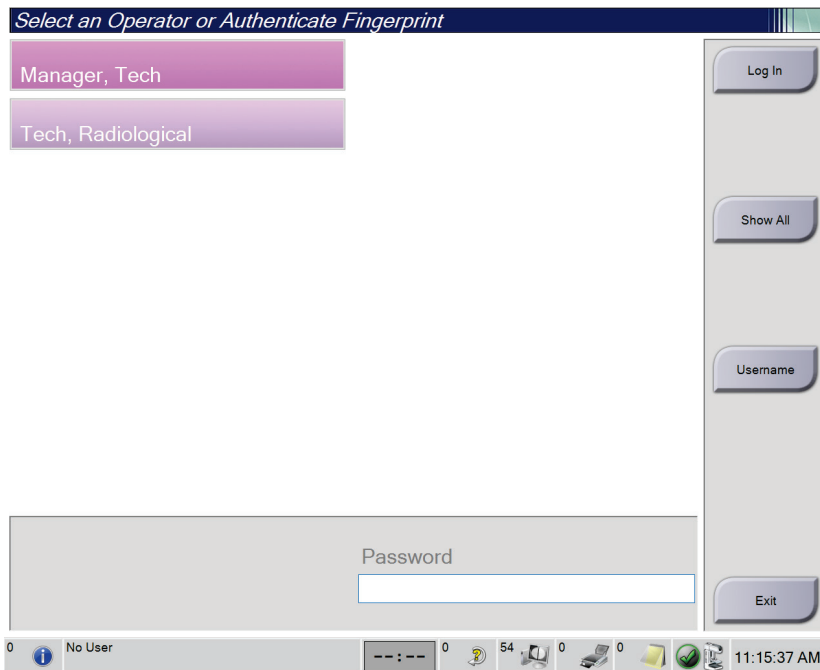 Select an Operator or Authenticate Fingerprint
Manager, Tech
Log In
Tech, Radiological
Show All
Username
Password
Exit
0 No User --:-- 0 54 0 0 11:15:37 AM